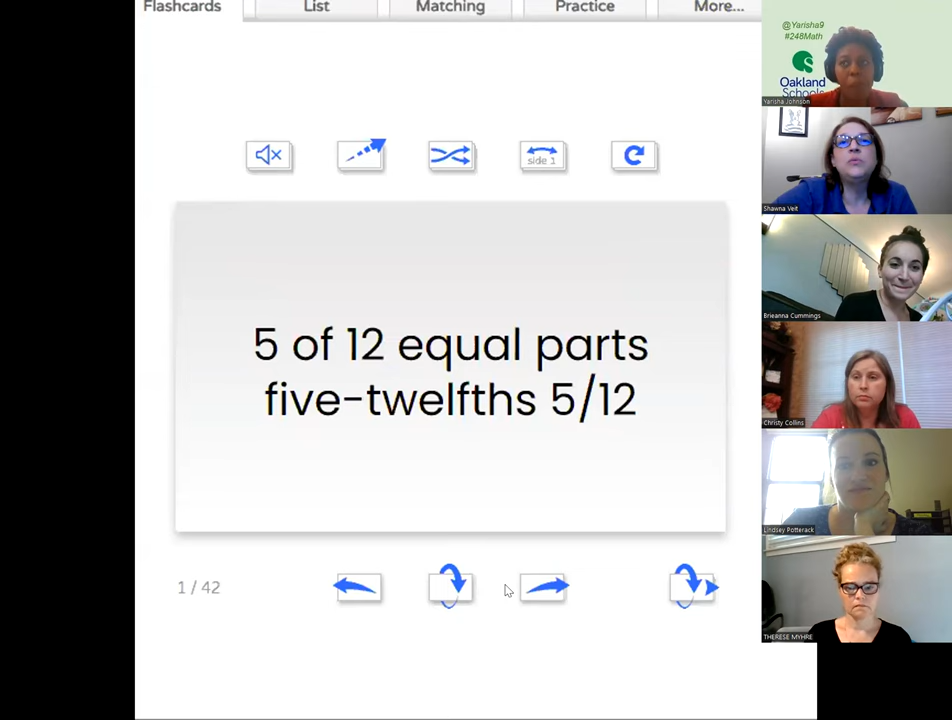 Flashcards
List
Matching
Practice
More...
side 1
5 of 12 equal parts
five-twelfths 5/12
1 / 42
@Yarisha9
#248Math
Oakland
Schools
Yarisha Johnson
Shawna Veit
Brieanna Cummings
Christy Collins
Lindsey Potterack
THERESE MYHRE